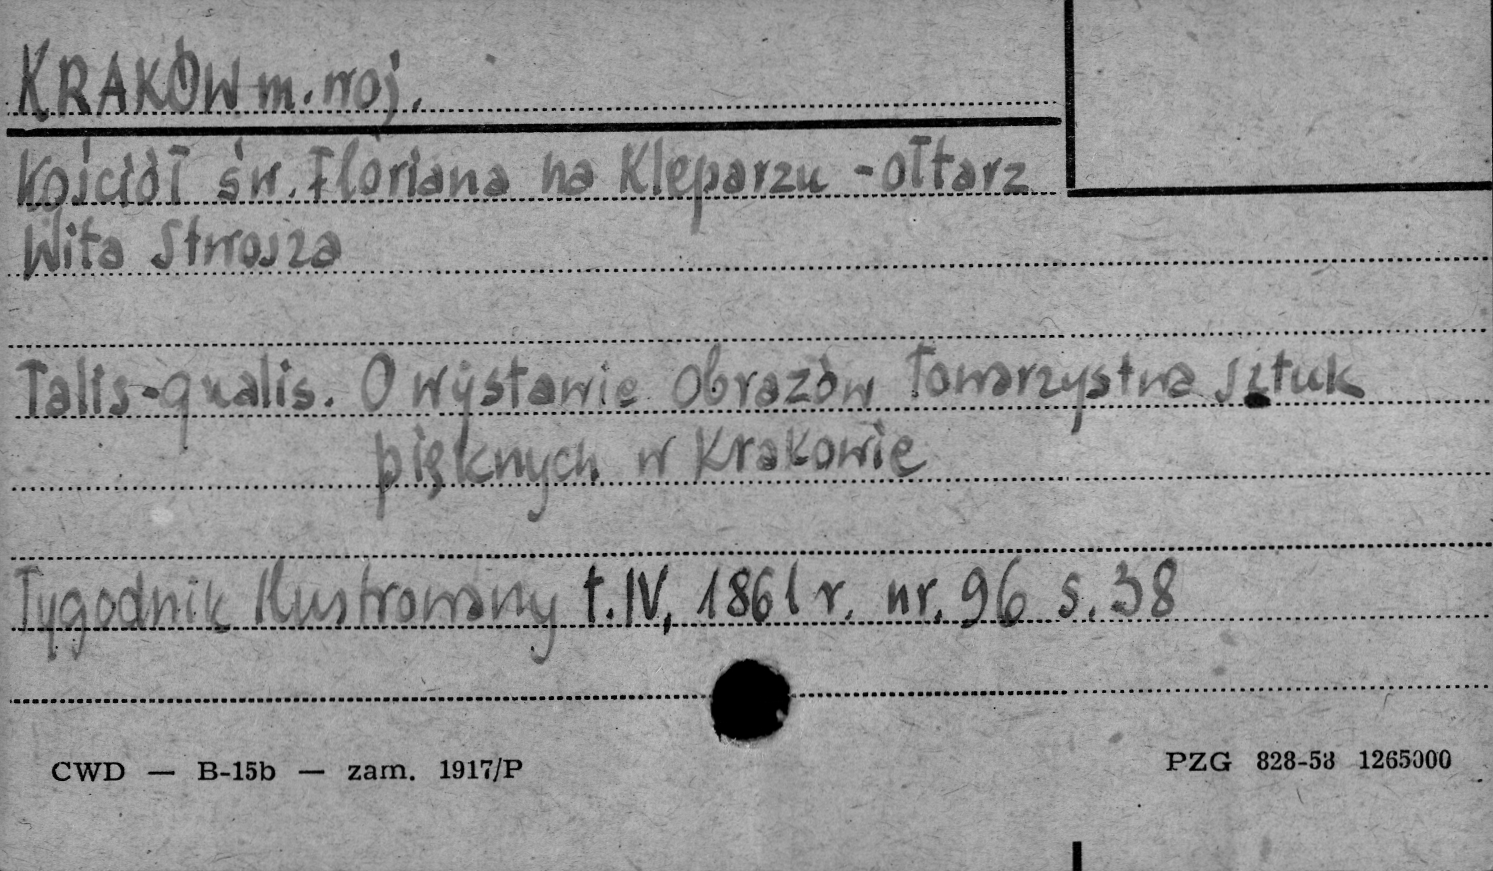 KRAKÓW m. woj.
Kościół św. Floriana na Kleparzu - ołtarz
Wita Stwosza
Talis-qualis. O wystawie Obrazów Towarzystwa sztuk
pięknych w Krakowie
Tygodnik Ilustrowany t. IV, 1861 r. nr. 96 s. 38
CWD — B-15b — zam. 1917/P
PZG 828-53 1265000